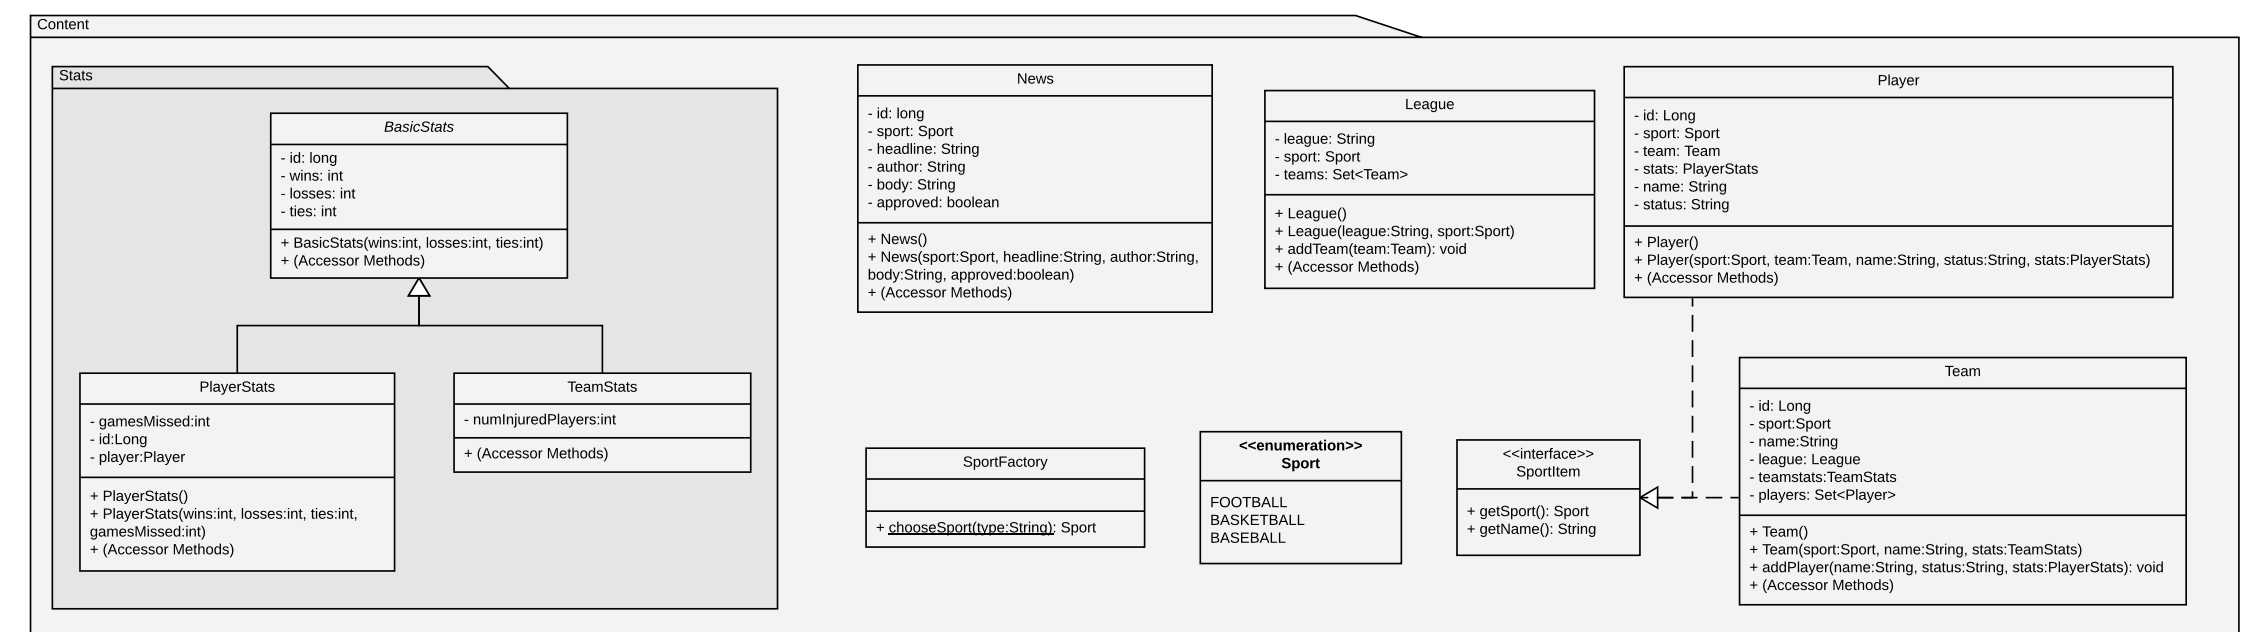 Content
Stats
BasicStats
- id: long
- wins: int
- losses: int
- ties: int
+ BasicStats(wins:int, losses:int, ties:int)
+ (Accessor Methods)
PlayerStats
- gamesMissed:int
- id:Long
- player:Player
+ PlayerStats()
+ PlayerStats(wins:int, losses:int, ties:int,
gamesMissed:int)
+ (Accessor Methods)
TeamStats
- numInjuredPlayers:int
+ (Accessor Methods)
News
- id: long
- sport: Sport
- headline: String
- author: String
- body: String
- approved: boolean
+ News()
+ News(sport:Sport, headline:String, author:String,
body:String, approved:boolean)
+ (Accessor Methods)
League
- league: String
- sport: Sport
- teams: Set<Team>
+ League()
+ League(league:String, sport:Sport)
+ addTeam(team:Team): void
+ (Accessor Methods)
Player
- id: Long
- sport: Sport
- team: Team
- stats: PlayerStats
- name: String
- status: String
+ Player()
+ Player(sport:Sport, team:Team, name:String, status:String, stats:PlayerStats)
+ (Accessor Methods)
SportFactory
+ chooseSport(type:String): Sport
<<enumeration>>
Sport
FOOTBALL
BASKETBALL
BASEBALL
<<interface>>
SportItem
+ getSport(): Sport
+ getName(): String
Team
- id: Long
- sport:Sport
- name:String
- league: League
- teamstats:TeamStats
- players: Set<Player>
+ Team()
+ Team(sport:Sport, name:String, stats:TeamStats)
+ addPlayer(name:String, status:String, stats:PlayerStats): void
+ (Accessor Methods)